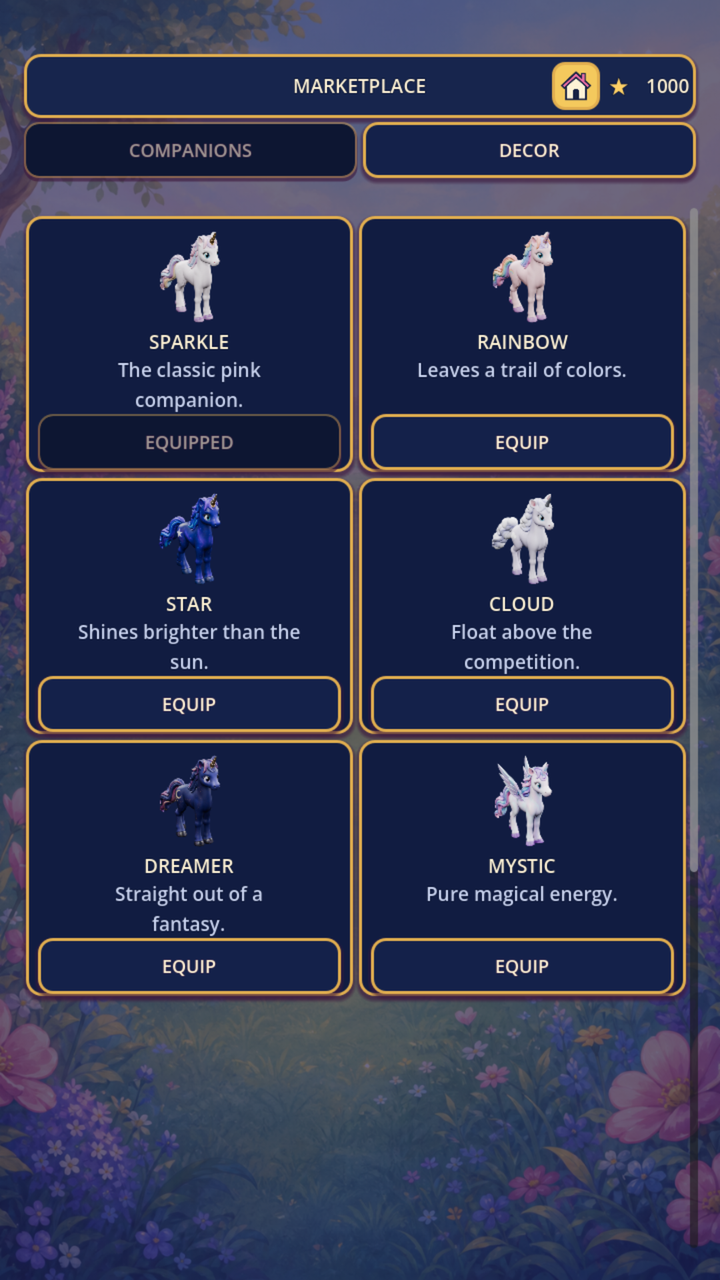 MARKETPLACE
1000
COMPANIONS
DECOR
SPARKLE
The classic pink
companion.
EQUIPPED
RAINBOW
Leaves a trail of colors.
EQUIP
STAR
Shines brighter than the
sun.
EQUIP
CLOUD
Float above the
competition.
EQUIP
DREAMER
Straight out of a
fantasy.
EQUIP
MYSTIC
Pure magical energy.
EQUIP